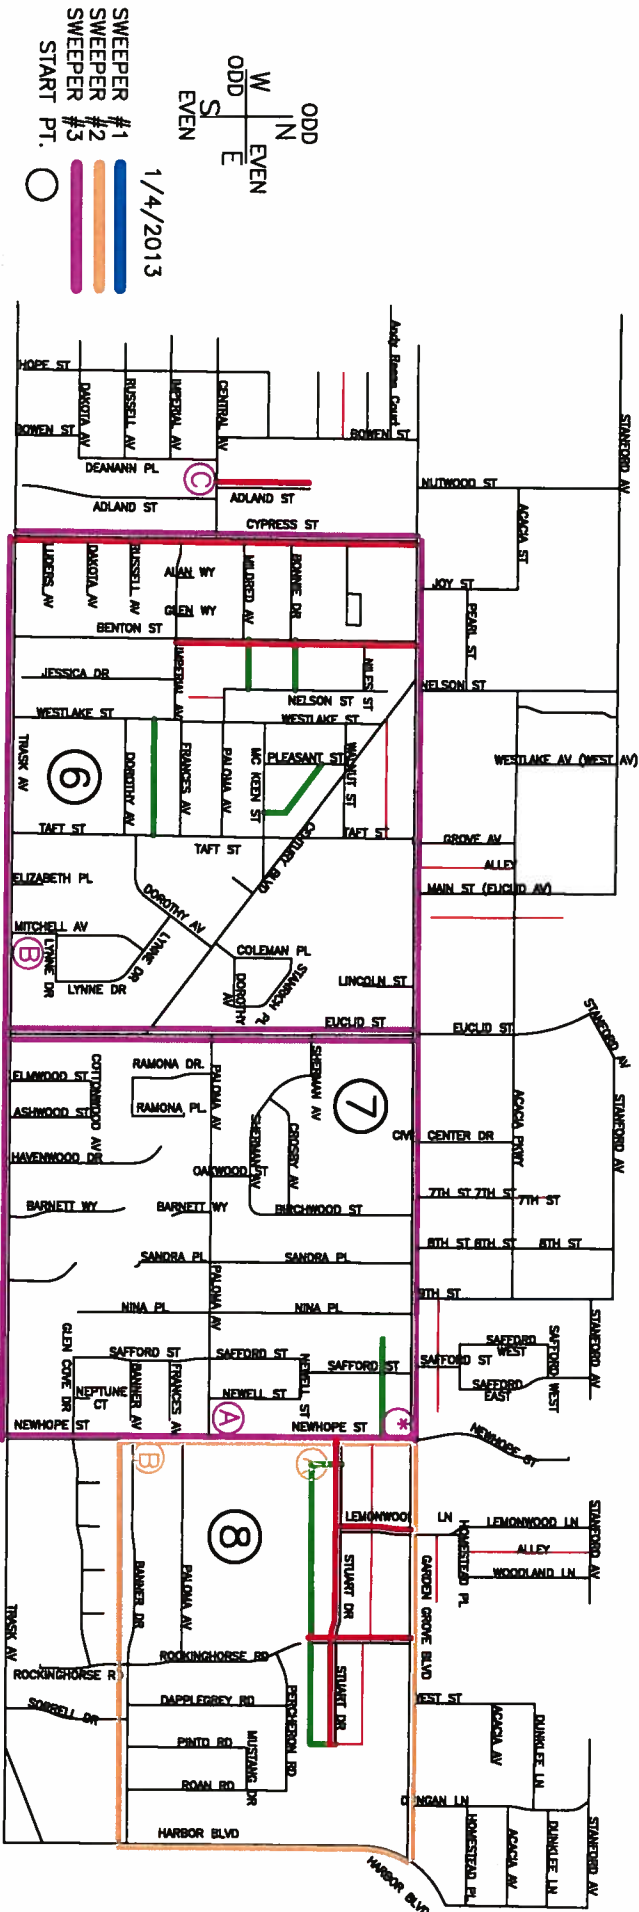 SWEEPER #1
SWEEPER #2
SWEEPER #3
START PT.
1/4/2013
ODD
N
W
ODD
EVEN
E
S
EVEN
STANFORD AV
Andy Reese Court
HOPE ST
DAKOTA AV
RUSSELL AV
IMPERIAL AV
CENTRAL AV
BOWEN ST
BOWEN ST
DEANANN PL
C
ADLAND ST
ADLAND ST
CYPRESS ST
NUTWOOD ST
ACACIA ST
JOY ST
PEARL ST
NELSON ST
LUDERS AV
DAKOTA AV
RUSSELL AV
ALAN WY
GLEN WY
MILDRED AV
BONNIE DR
BENTON ST
JESSICA DR
IMPERIAL AV
NILES ST
NELSON ST
WESTLAKE ST
WESTLAKE ST
WESTLAKE AV (WEST AV)
TRASK AV
6
DOROTHY AV
FRANCES AV
PALOMA AV
MC KEEN ST
PLEASANT ST
WALNUT ST
TAFT ST
TAFT ST
TAFT ST
CENTURY BLVD
GROVE AV
ALLEY
MAIN ST (EUCLID AV)
ELIZABETH PL
MITCHELL AV
B
LYNNE DR
LYNNE DR
LYNNE DR
DOROTHY AV
COLEMAN PL
STANRICH PL
DOROTHY AV
LINCOLN ST
EUCLID ST
EUCLID ST
STANFORD AV
STANFORD AV
ACACIA PKWY
ELMWOOD ST
COTTONWOOD AV
ASHWOOD ST
HAVENWOOD DR
RAMONA DR.
RAMONA PL.
PALOMA AV
SHERMAN AV
SHERMAN AV
CROSBY AV
7
CIVI
CENTER DR
OAKWOOD ST
BARNETT WY
BARNETT WY
BIRCHWOOD ST
7TH ST
7TH ST
7TH ST
8TH ST
8TH ST
8TH ST
SANDRA PL
SANDRA PL
PALOMA AV
NINA PL
NINA PL
9TH ST
STANFORD AV
GLEN COVE DR
SAFFORD ST
SAFFORD ST
SAFFORD ST
SAFFORD ST
SAFFORD WEST
SAFFORD EAST
SAFFORD WEST
NEPTUNE CT
BANNER AV
FRANCES AV
NEWELL ST
NEWELL ST
NEWHOPE ST
A
NEWHOPE ST
*
NEWHOPE ST
B
A
8
LEMONWOO
LN
HOMESTEAD PL
LEMONWOOD LN
ALLEY
WOODLAND LN
STANFORD AV
BANNER DR
PALOMA AV
STUART DR
GARDEN GROVE BLVD
TRASK AV
ROCKINGHORSE RD
ROCKINGHORSE RD
SORRELL DR
DAPPLEGREY RD
PERCHERON RD
STUART DR
PINTO RD
MUSTANG DR
ROAN RD
WEST ST
ACACIA AV
DUNKLEE LN
NGAN LN
HOMESTEAD PL
ACACIA AV
DUNKLEE LN
STANFORD AV
HARBOR BLVD
HARBOR BLVD